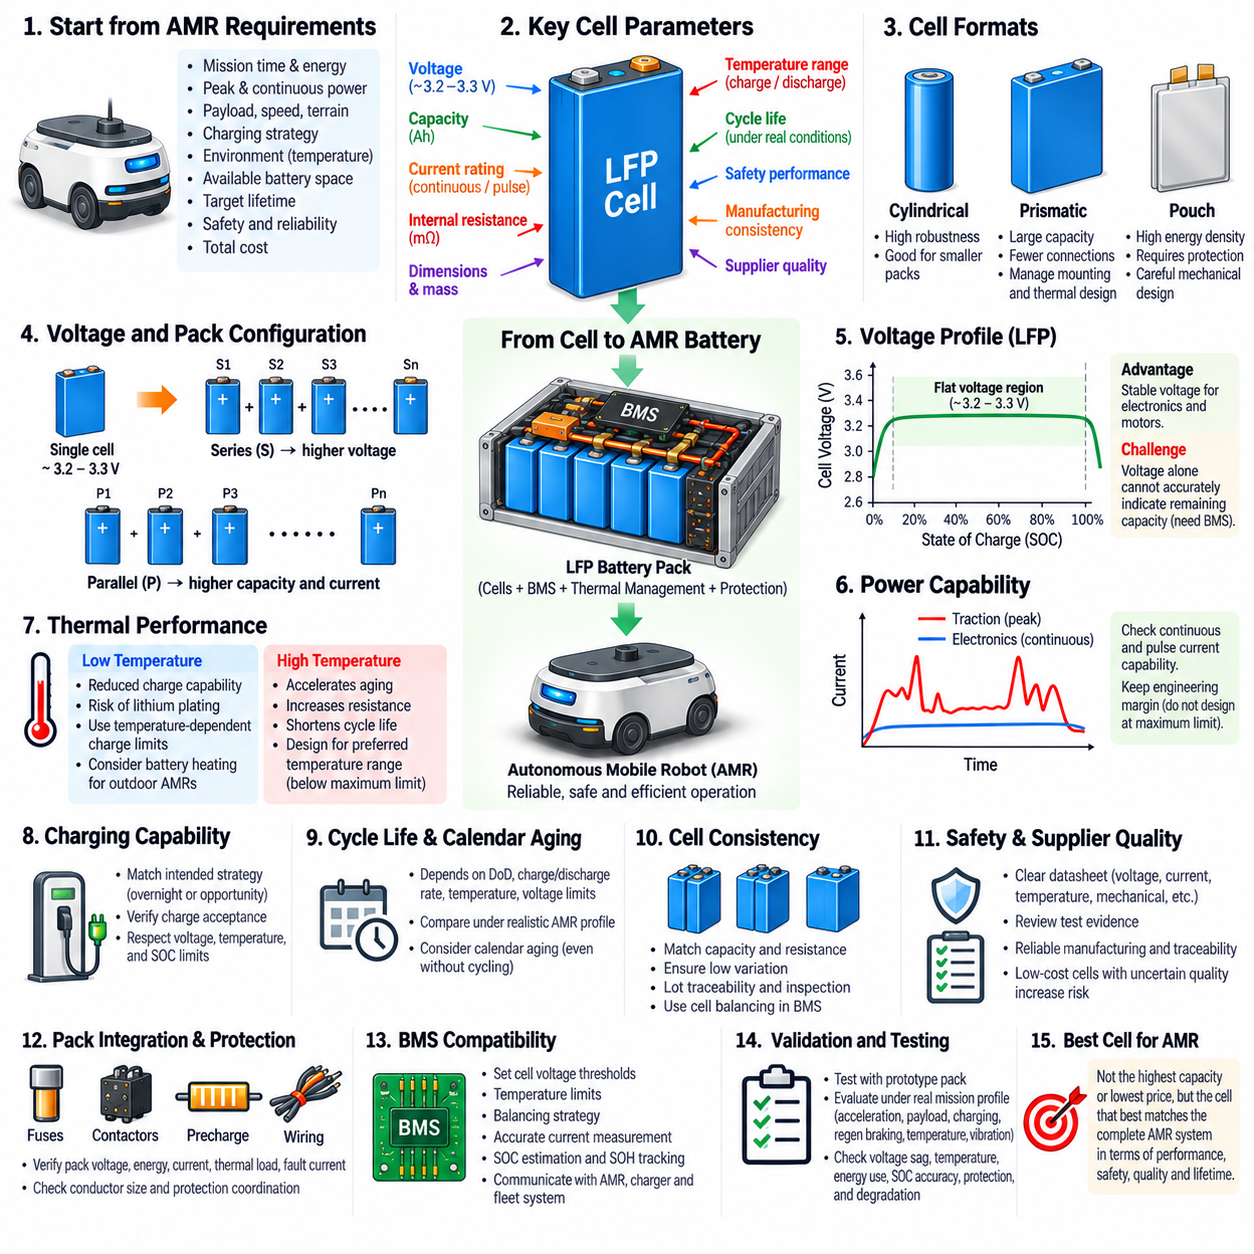 1. Start from AMR Requirements
• Mission time & energy
• Peak & continuous power
• Payload, speed, terrain
• Charging strategy
• Environment (temperature)
• Available battery space
• Target lifetime
• Safety and reliability
• Total cost
2. Key Cell Parameters
Voltage
(~3.2–3.3 V)
Capacity
(Ah)
Current rating
(continuous / pulse)
Internal resistance
(mΩ)
Dimensions
& mass
LFP
Cell
Temperature range
(charge / discharge)
Cycle life
(under real conditions)
Safety performance
Manufacturing
consistency
Supplier quality
3. Cell Formats
Cylindrical
• High robustness
• Good for smaller
packs
Prismatic
• Large capacity
• Fewer connections
• Manage mounting
and thermal design
Pouch
• High energy density
• Requires protection
• Careful mechanical
design
4. Voltage and Pack Configuration
Single cell
~ 3.2 – 3.3 V
S1
S2
S3
Sn
+ + + + + .... +
Series (S) → higher voltage
P1
P2
P3
Pn
+ + + + + ...... +
Parallel (P) → higher capacity and current
From Cell to AMR Battery
BMS
LFP Battery Pack
(Cells + BMS + Thermal Management + Protection)
Autonomous Mobile Robot (AMR)
Reliable, safe and efficient operation
5. Voltage Profile (LFP)
Cell Voltage (V)
3.6
3.4
3.2
3.0
2.8
2.6
Flat voltage region
(~3.2 – 3.3 V)
0% 20% 40% 60% 80% 100%
State of Charge (SOC)
Advantage
Stable voltage for
electronics and
motors.
Challenge
Voltage alone
cannot accurately
indicate remaining
capacity (need BMS).
6. Power Capability
Traction (peak)
Electronics (continuous)
Current
Time
Check continuous
and pulse current
capability.
Keep engineering
margin (do not design
at maximum limit).
7. Thermal Performance
Low Temperature
• Reduced charge capability
• Risk of lithium plating
• Use temperature-dependent
charge limits
• Consider battery heating
for outdoor AMRs
High Temperature
• Accelerates aging
• Increases resistance
• Shortens cycle life
• Design for preferred
temperature range
(below maximum limit)
8. Charging Capability
• Match intended strategy
(overnight or opportunity)
• Verify charge acceptance
• Respect voltage, temperature,
and SOC limits
9. Cycle Life & Calendar Aging
• Depends on DoD, charge/discharge
rate, temperature, voltage limits
• Compare under realistic AMR profile
• Consider calendar aging (even
without cycling)
10. Cell Consistency
• Match capacity and resistance
• Ensure low variation
• Lot traceability and inspection
• Use cell balancing in BMS
11. Safety & Supplier Quality
• Clear datasheet (voltage, current,
temperature, mechanical, etc.)
• Review test evidence
• Reliable manufacturing and traceability
• Low-cost cells with uncertain quality
increase risk
12. Pack Integration & Protection
Fuses
Contactors
Precharge
Wiring
• Verify pack voltage, energy, current, thermal load, fault current
• Check conductor size and protection coordination
13. BMS Compatibility
BMS
• Set cell voltage thresholds
• Temperature limits
• Balancing strategy
• Accurate current measurement
• SOC estimation and SOH tracking
• Communicate with AMR, charger and
fleet system
14. Validation and Testing
• Test with prototype pack
• Evaluate under real mission profile
(acceleration, payload, charging,
regen braking, temperature, vibration)
• Check voltage sag, temperature,
energy use, SOC accuracy, protection,
and degradation
15. Best Cell for AMR
Not the highest capacity
or lowest price, but the cell
that best matches the
complete AMR system
in terms of performance,
safety, quality and lifetime.